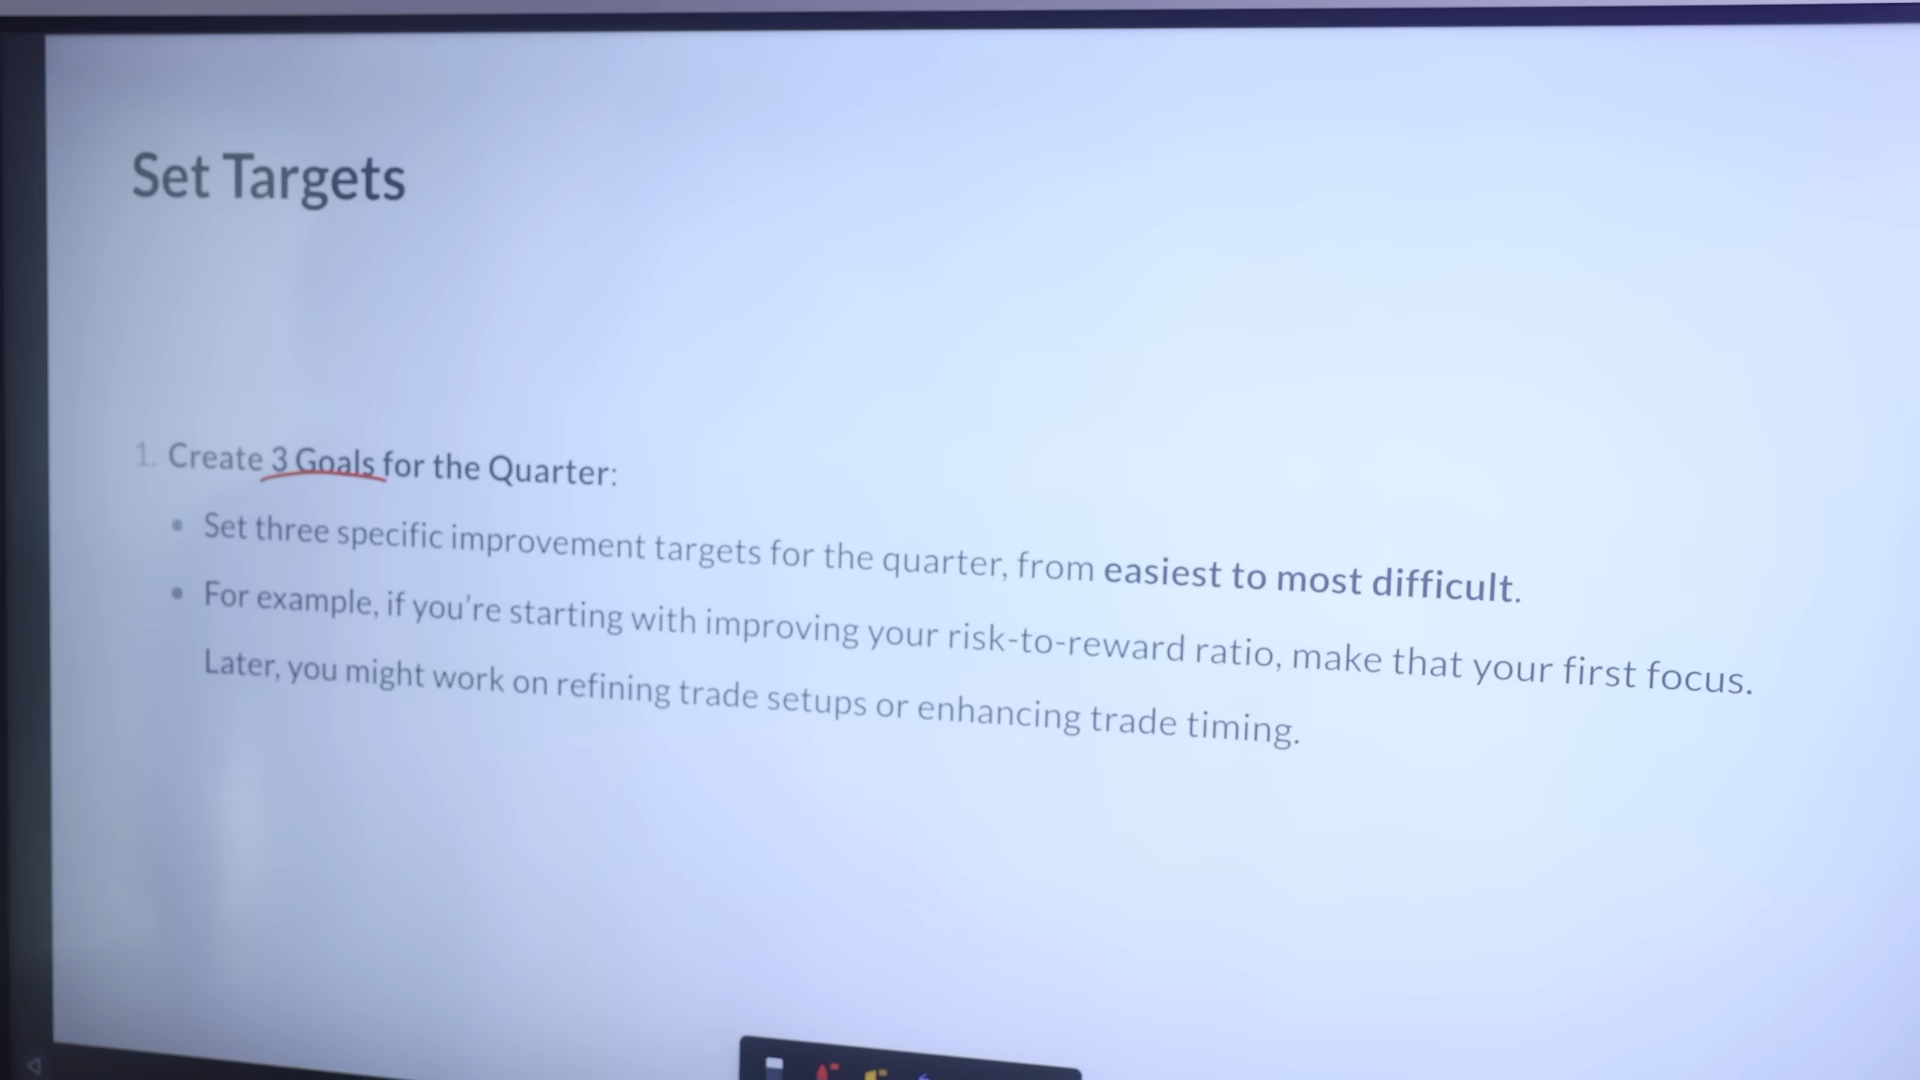 Set Targets
1. Create 3 Goals for the Quarter:
• Set three specific improvement targets for the quarter, from easiest to most difficult.
• For example, if you're starting with improving your risk-to-reward ratio, make that your first focus.
Later, you might work on refining trade setups or enhancing trade timing.